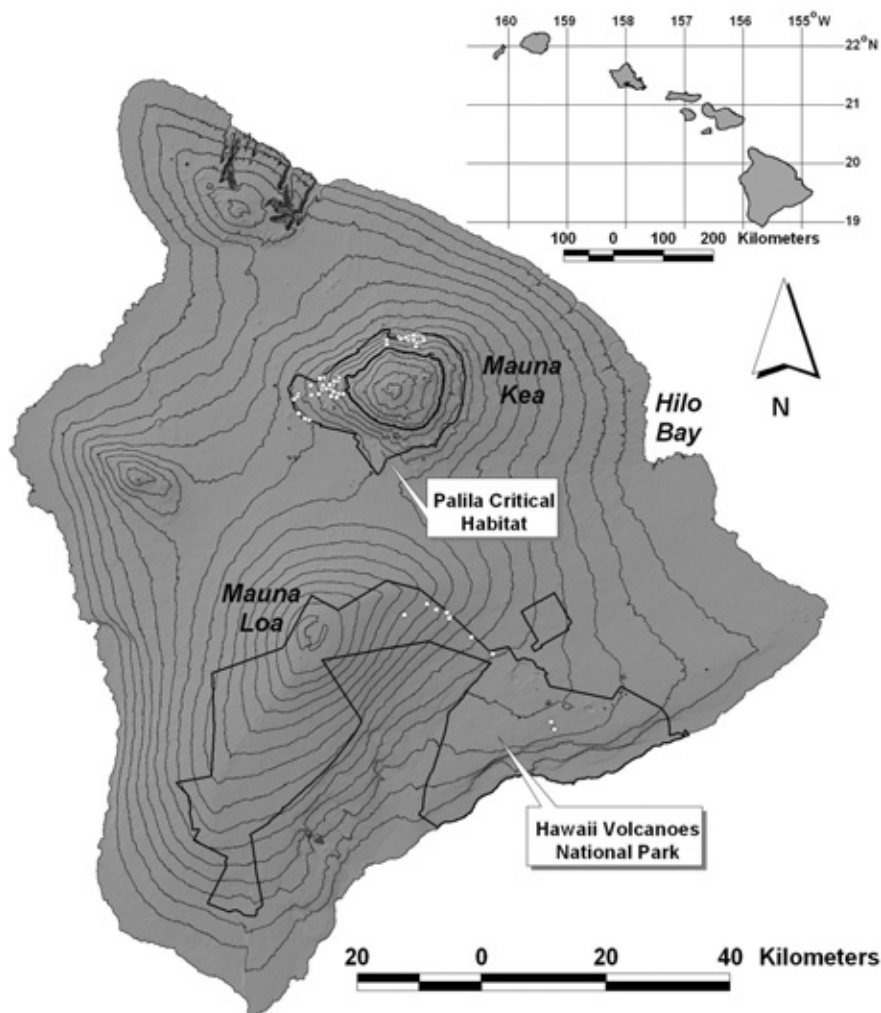 160 159 158 157 156 155°W
22°N
21
20
19
100 0 100 200 Kilometers
N
Mauna
Kea
Hilo
Bay
Palila Critical
Habitat
Mauna
Loa
Hawaii Volcanoes
National Park
20 0 20 40 Kilometers